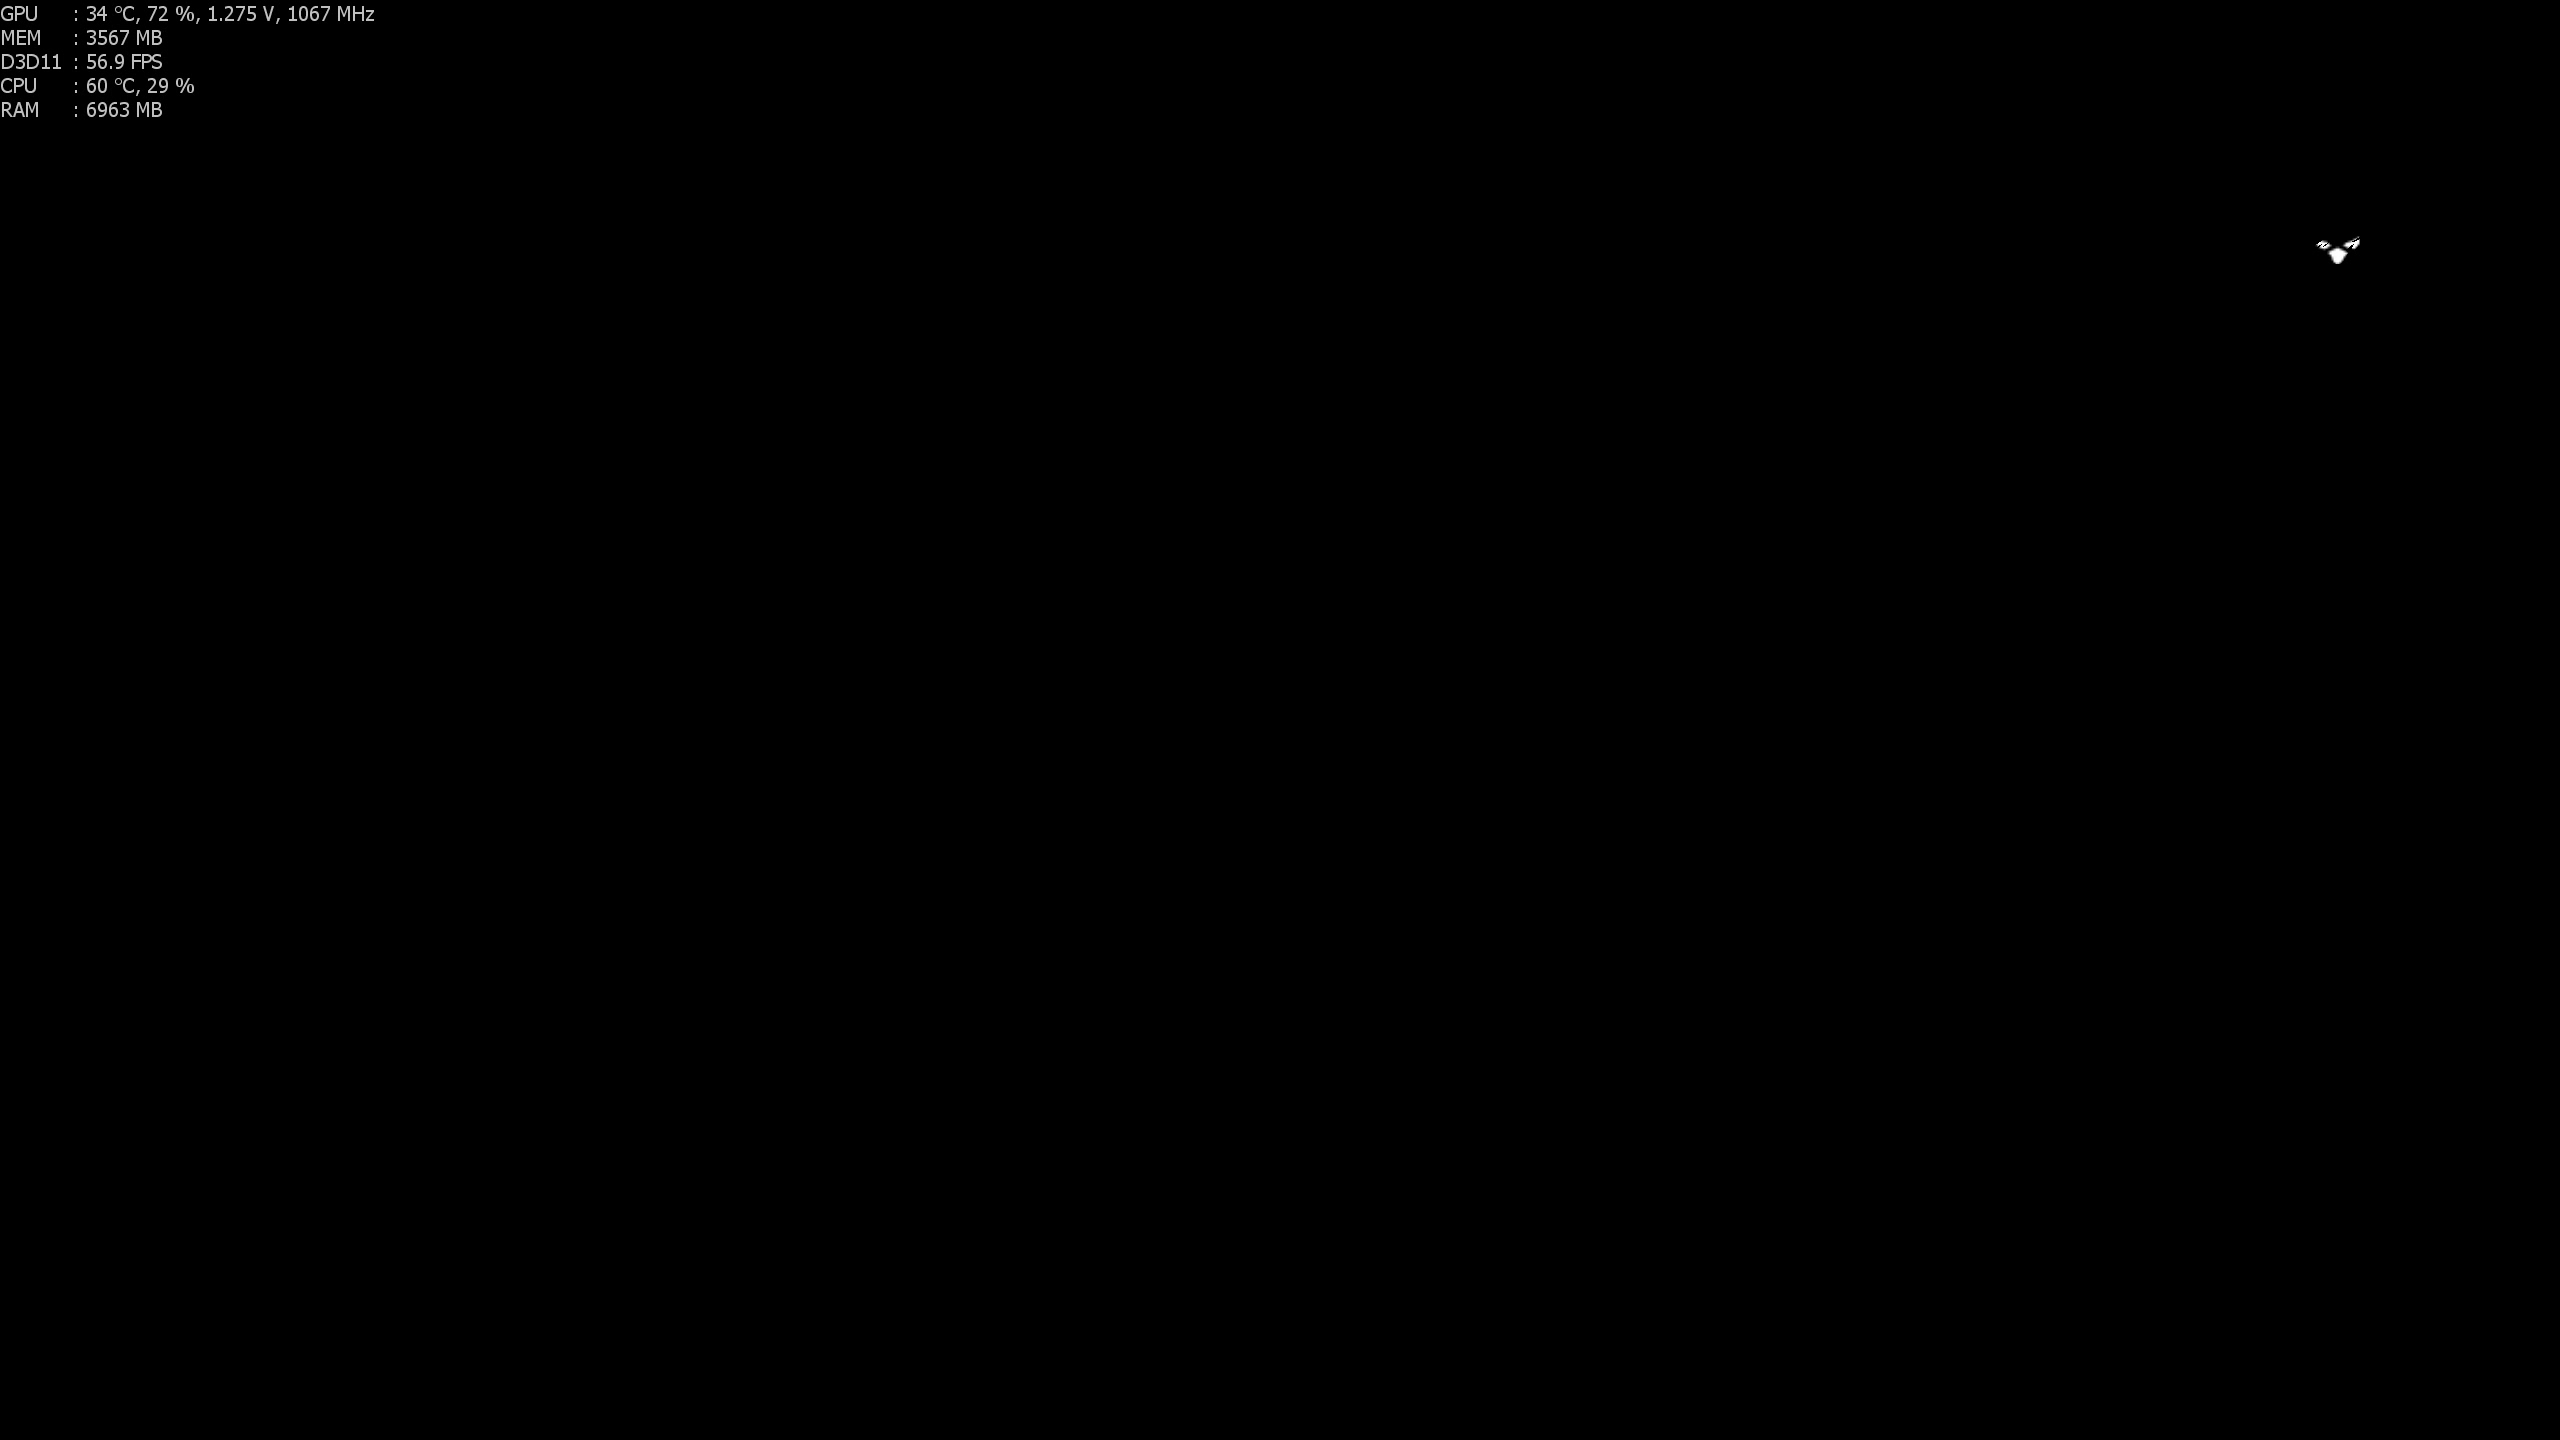 GPU : 34 °C, 72 %, 1.275 V, 1067 MHz
MEM : 3567 MB
D3D11 : 56.9 FPS
CPU : 60 °C, 29 %
RAM : 6963 MB